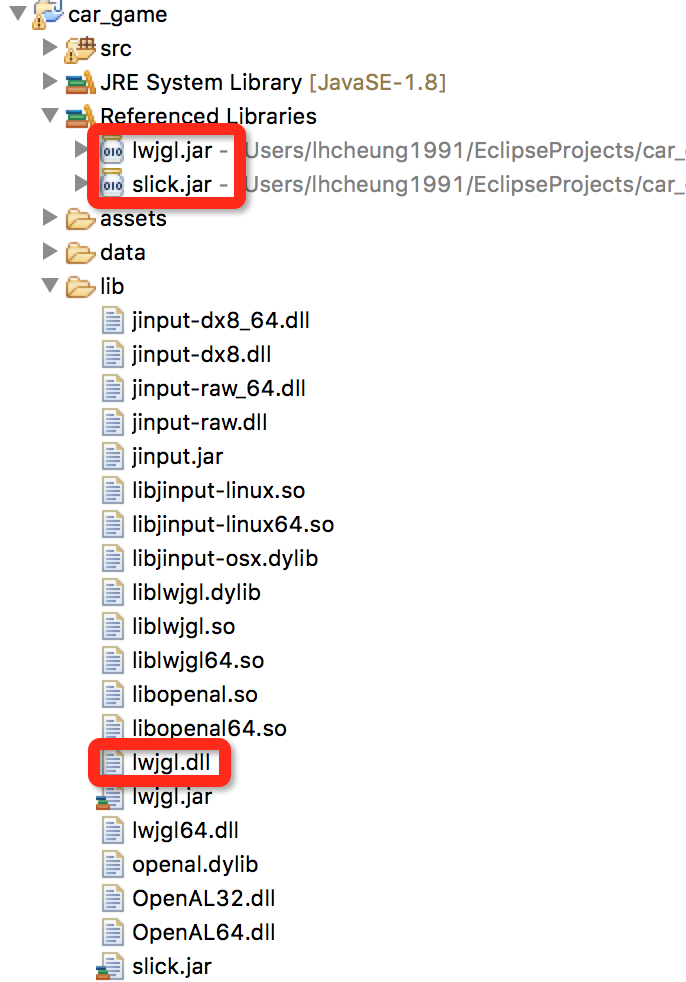 car_game
src
JRE System Library [JavaSE-1.8]
Referenced Libraries
lwjgl.jar - Users/lhcheung1991/EclipseProjects/car_
slick.jar - Users/lhcheung1991/EclipseProjects/car_
assets
data
lib
jinput-dx8_64.dll
jinput-dx8.dll
jinput-raw_64.dll
jinput-raw.dll
jinput.jar
libjinput-linux.so
libjinput-linux64.so
libjinput-osx.dylib
liblwjgl.dylib
liblwjgl.so
liblwjgl64.so
libopenal.so
libopenal64.so
lwjgl.dll
lwjgl.jar
lwjgl64.dll
openal.dylib
OpenAL32.dll
OpenAL64.dll
slick.jar